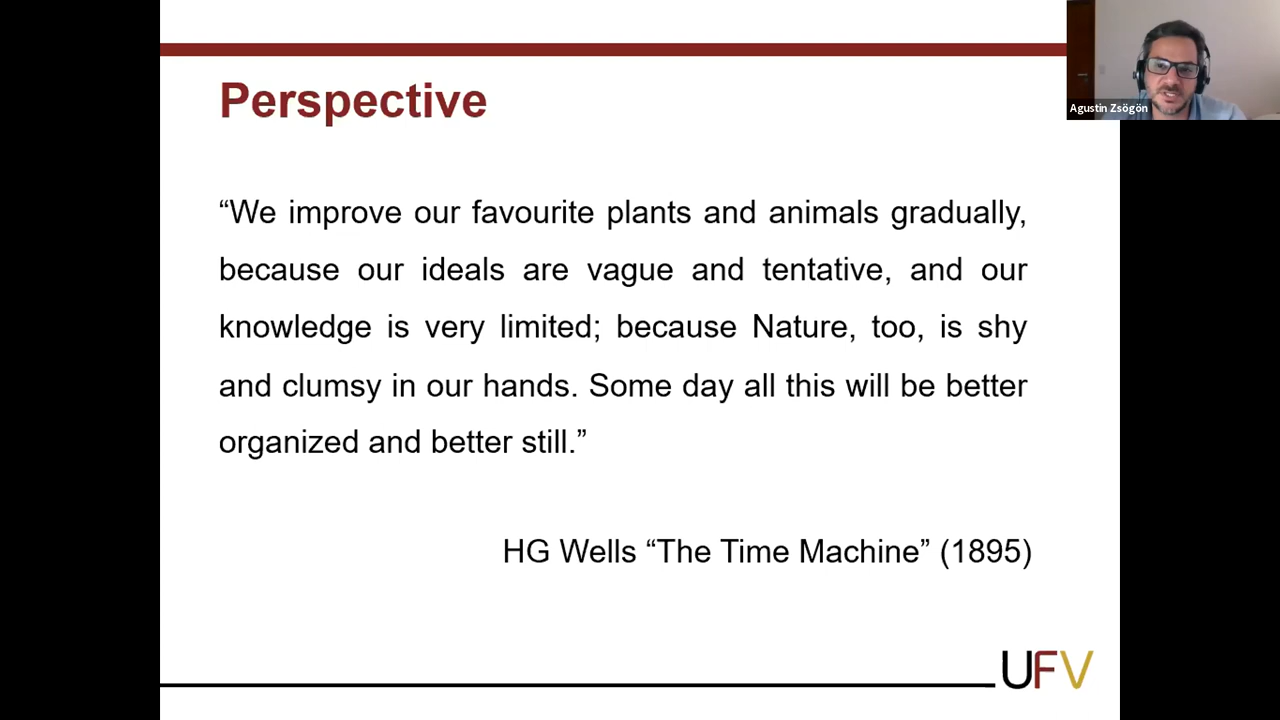 Perspective
Agustin Zsögön
“We improve our favourite plants and animals gradually,
because our ideals are vague and tentative, and our
knowledge is very limited; because Nature, too, is shy
and clumsy in our hands. Some day all this will be better
organized and better still.”
HG Wells “The Time Machine” (1895)
UFV